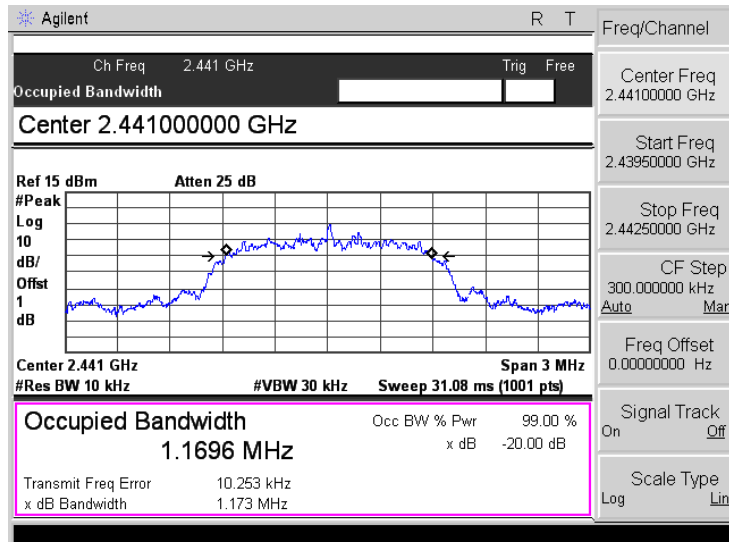 Agilent R T
Ch Freq 2.441 GHz Trig Free
Occupied Bandwidth
Center 2.441000000 GHz
Ref 15 dBm Atten 25 dB
#Peak
Log
10
dB/
Offst
1
dB
Center 2.441 GHz Span 3 MHz
#Res BW 10 kHz #VBW 30 kHz Sweep 31.08 ms (1001 pts)
Occupied Bandwidth Occ BW % Pwr 99.00 %
1.1696 MHz x dB -20.00 dB
Transmit Freq Error 10.253 kHz
x dB Bandwidth 1.173 MHz
Freq/Channel
Center Freq
2.44100000 GHz
Start Freq
2.43950000 GHz
Stop Freq
2.44250000 GHz
CF Step
300.000000 kHz
Auto Mar
Freq Offset
0.00000000 Hz
Signal Track
On Off
Scale Type
Log Lin